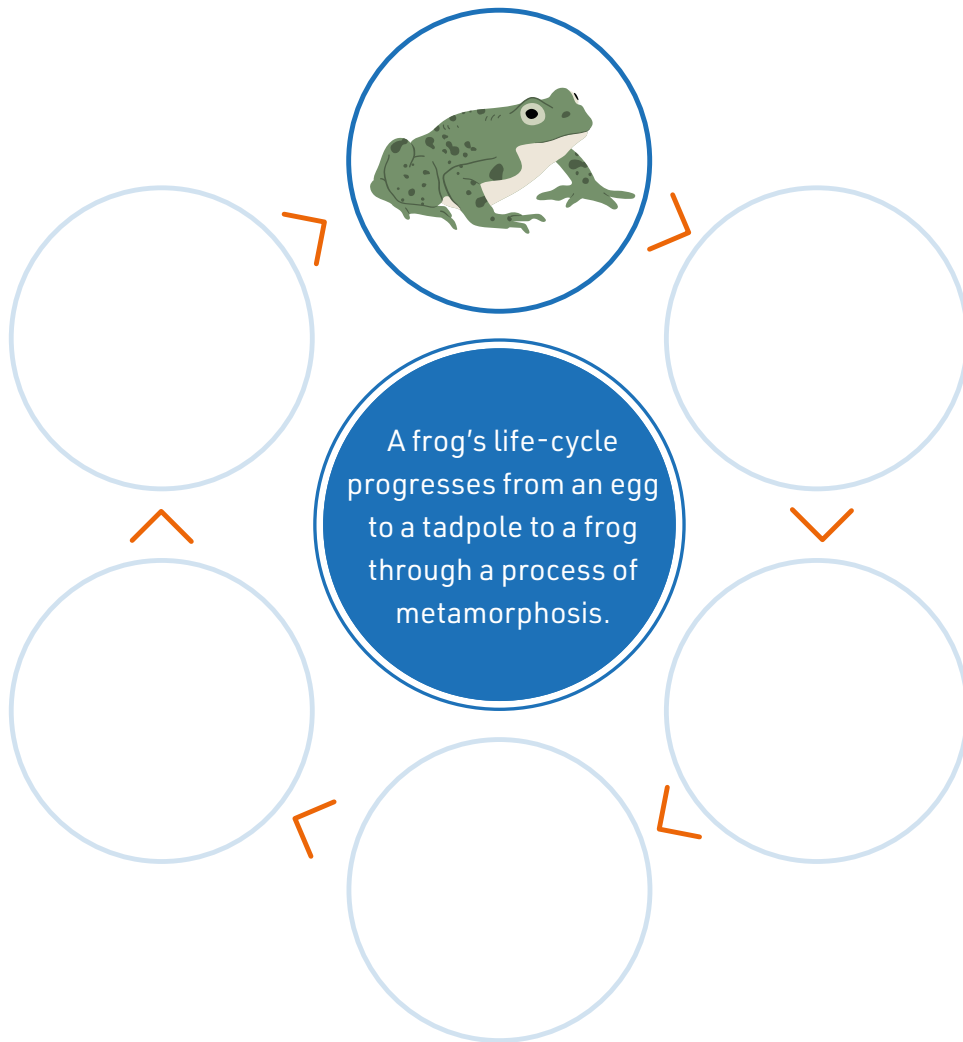 A frog's life-cycle
progresses from an egg
to a tadpole to a frog
through a process of
metamorphosis.